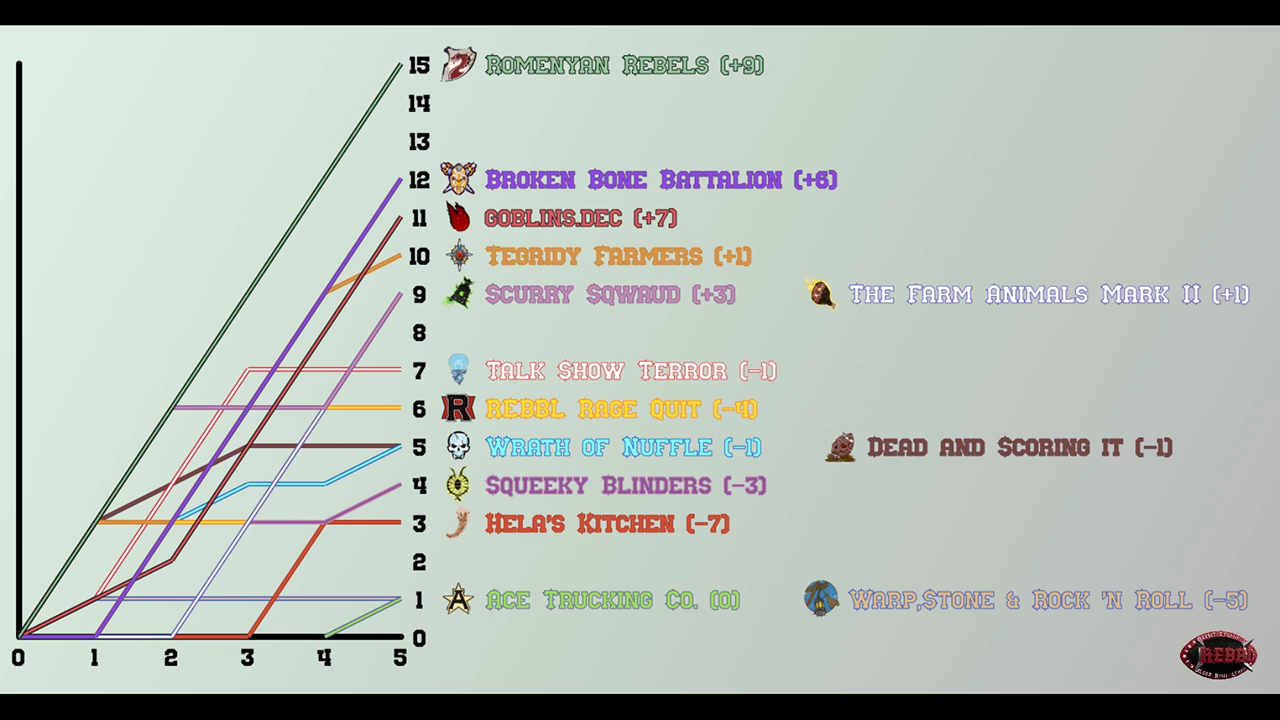 15 Romenyan Rebels (+9)
14
13
12 Broken Bone Battalion (+6)
11 goblins.dec (+7)
10 Tegridy Farmers (+1)
9 Scurry Sqwaud (+3) The Farm Animals Mark II (+1)
8
7 Talk Show Terror (-1)
6 R REBBL Rage Quit (-4)
5 Wrath of Nuffle (-1) Dead and Scoring it (-1)
4 Squeeky Blinders (-3)
3 Hela's Kitchen (-7)
2
1 A Ace Trucking Co. (0) Warp,Stone & Rock 'n Roll (-5)
0
0 1 2 3 4 5
REBBL